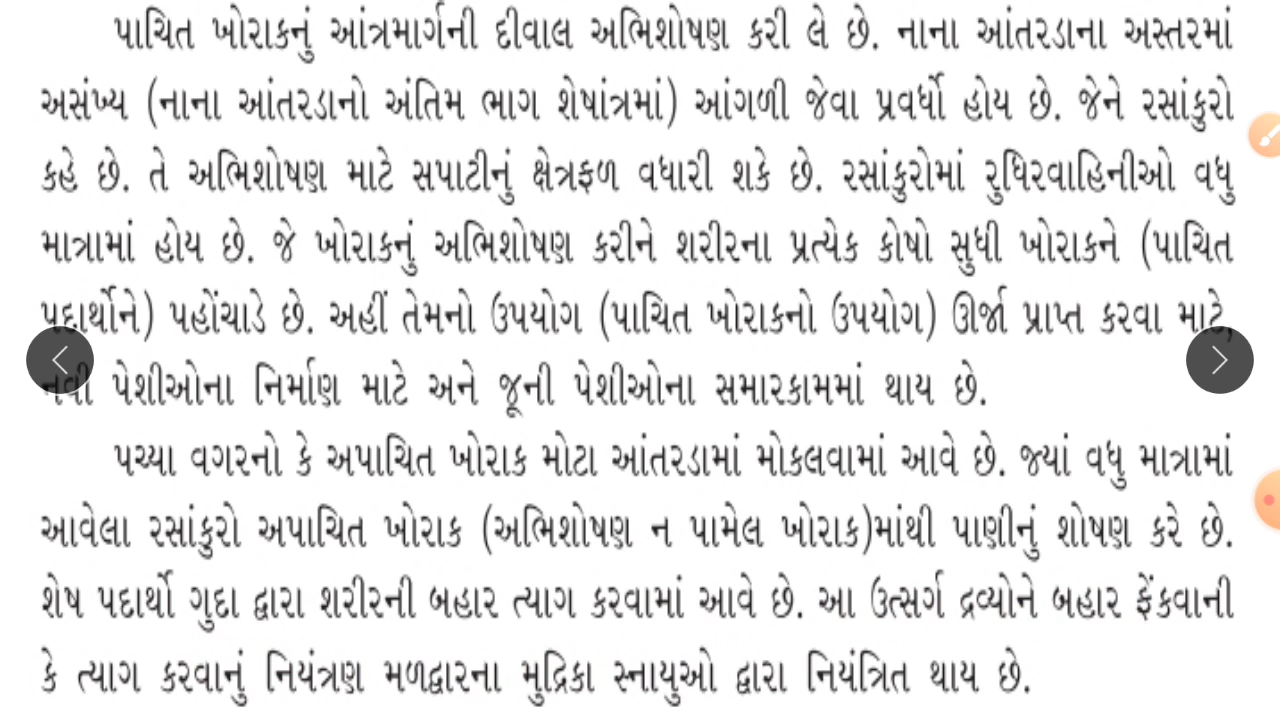 પાચિત ખોરાકનું આંત્રમાર્ગની દીવાલ અભિશોષણ કરી લે છે. નાના આંતરડાના અસ્તરમાં
અસંખ્ય (નાના આંતરડાનો અંતિમ ભાગ શેષાંત્રમાં) આંગળી જેવા પ્રવર્ધો હોય છે. જેને રસાંકુરો
કહે છે. તે અભિશોષણ માટે સપાટીનું ક્ષેત્રફળ વધારી શકે છે. રસાંકુરોમાં રુધિરવાહિનીઓ વધુ
માત્રામાં હોય છે. જે ખોરાકનું અભિશોષણ કરીને શરીરના પ્રત્યેક કોષો સુધી ખોરાકને (પાચિત
પદાર્થોને) પહોંચાડે છે. અહીં તેમનો ઉપયોગ (પાચિત ખોરાકનો ઉપયોગ) ઊર્જા પ્રાપ્ત કરવા માટે,
નવી પેશીઓના નિર્માણ માટે અને જૂની પેશીઓના સમારકામમાં થાય છે.
પચ્યા વગરનો કે અપાચિત ખોરાક મોટા આંતરડામાં મોકલવામાં આવે છે. જ્યાં વધુ માત્રામાં
આવેલા રસાંકુરો અપાચિત ખોરાક (અભિશોષણ ન પામેલ ખોરાક)માંથી પાણીનું શોષણ કરે છે.
શેષ પદાર્થો ગુદા દ્વારા શરીરની બહાર ત્યાગ કરવામાં આવે છે. આ ઉત્સર્ગ દ્રવ્યોને બહાર ફેંકવાની
કે ત્યાગ કરવાનું નિયંત્રણ મળદ્વારના મુદ્રિકા સ્નાયુઓ દ્વારા નિયંત્રિત થાય છે.